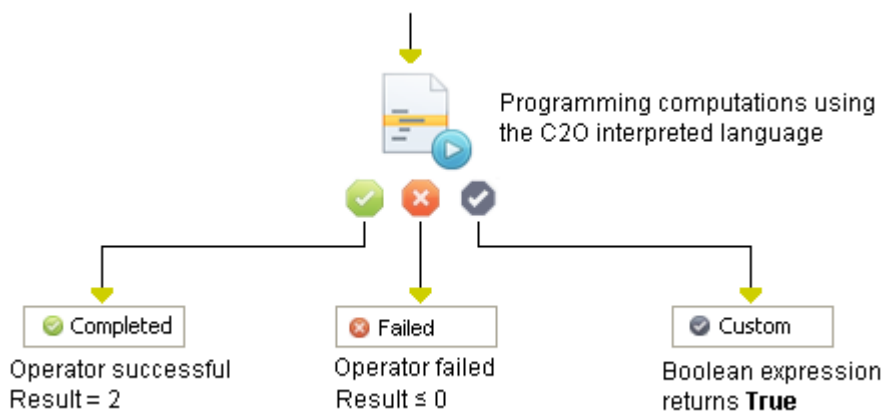 Programming computations using
the C2O interpreted language
Completed
Failed
Custom
Operator successful
Result = 2
Operator failed
Result ≤ 0
Boolean expression
returns True